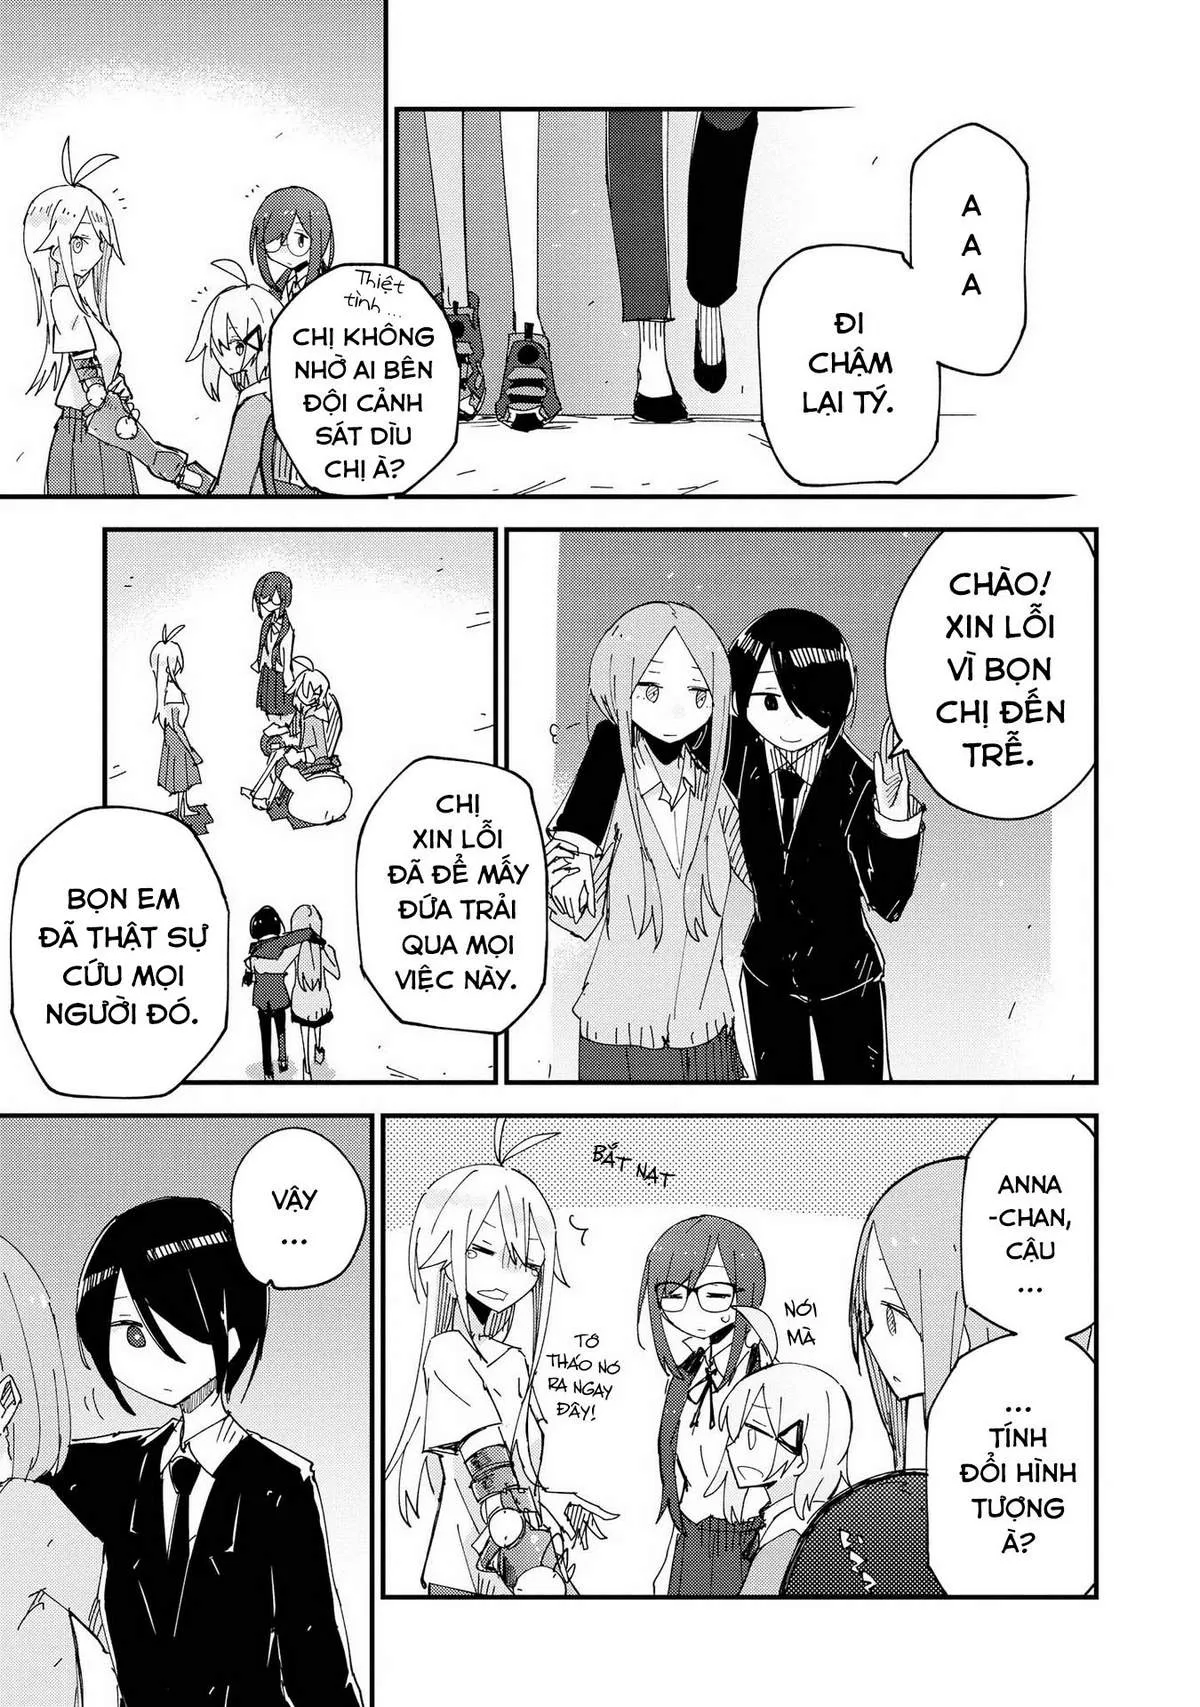 A
A
A
ĐI
CHẬM
LẠI TÝ.
Thiệt
tình ...
CHỊ KHÔNG
NHỜ AI BÊN
ĐỘI CẢNH
SÁT DÌU
CHỊ À?
CHÀO!
XIN LỖI
VÌ BỌN
CHỊ ĐẾN
TRỄ.
CHỊ
XIN LỖI
ĐÃ ĐỂ MẤY
ĐỨA TRẢI
QUA MỌI
VIỆC NÀY.
BỌN EM
ĐÃ THẬT SỰ
CỨU MỌI
NGƯỜI ĐÓ.
ANNA
-CHAN,
CẬU
...
...
TÍNH
ĐỔI HÌNH
TƯỢNG
À?
BẮT NẠT
NÓI
MÀ
TỚ
THÁO NÓ
RA NGAY
ĐÂY!
VẬY
...